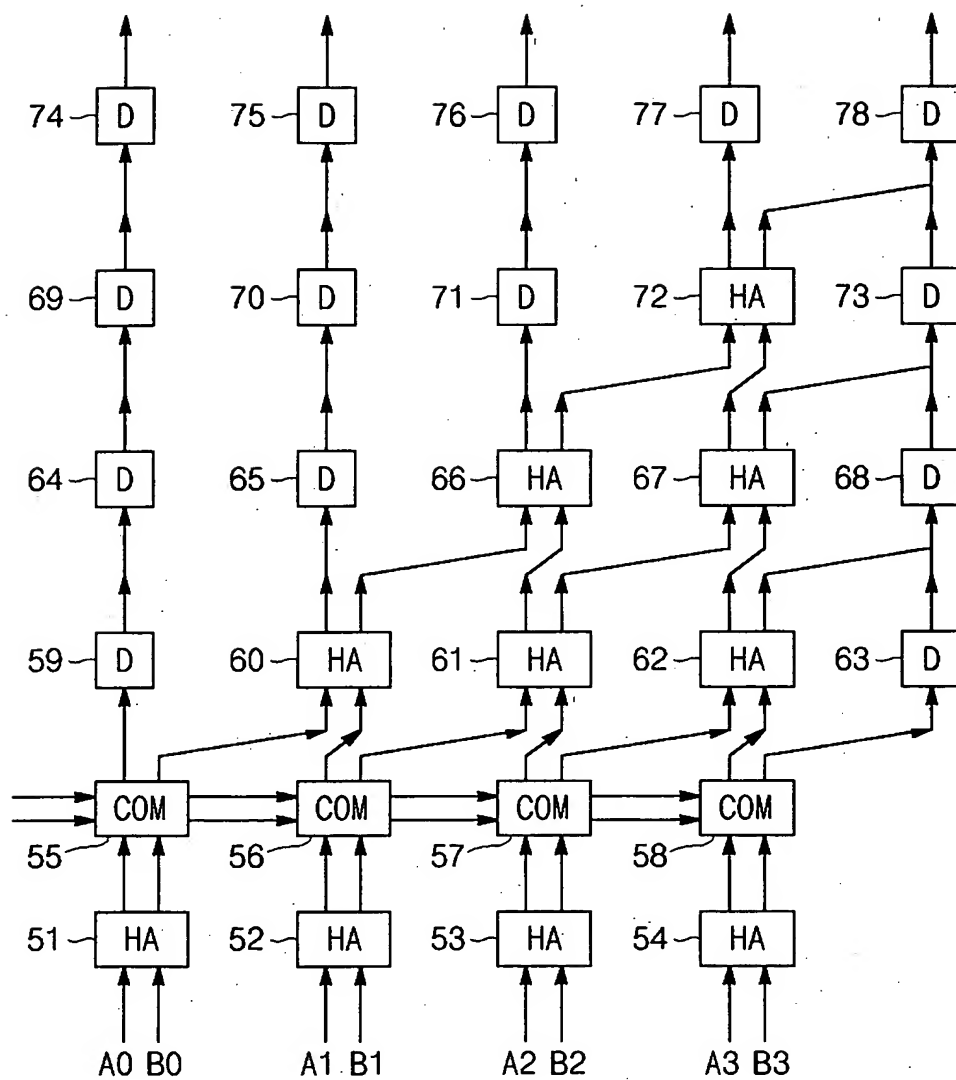 74 D 75 D 76 D 77 D 78 D
69 D 70 D 71 D 72 HA 73 D
64 D 65 D 66 HA 67 HA 68 D
59 D 60 HA 61 HA 62 HA 63 D
COM COM COM COM
55 56 57 58
51 HA 52 HA 53 HA 54 HA
A0 B0 A1 B1 A2 B2 A3 B3